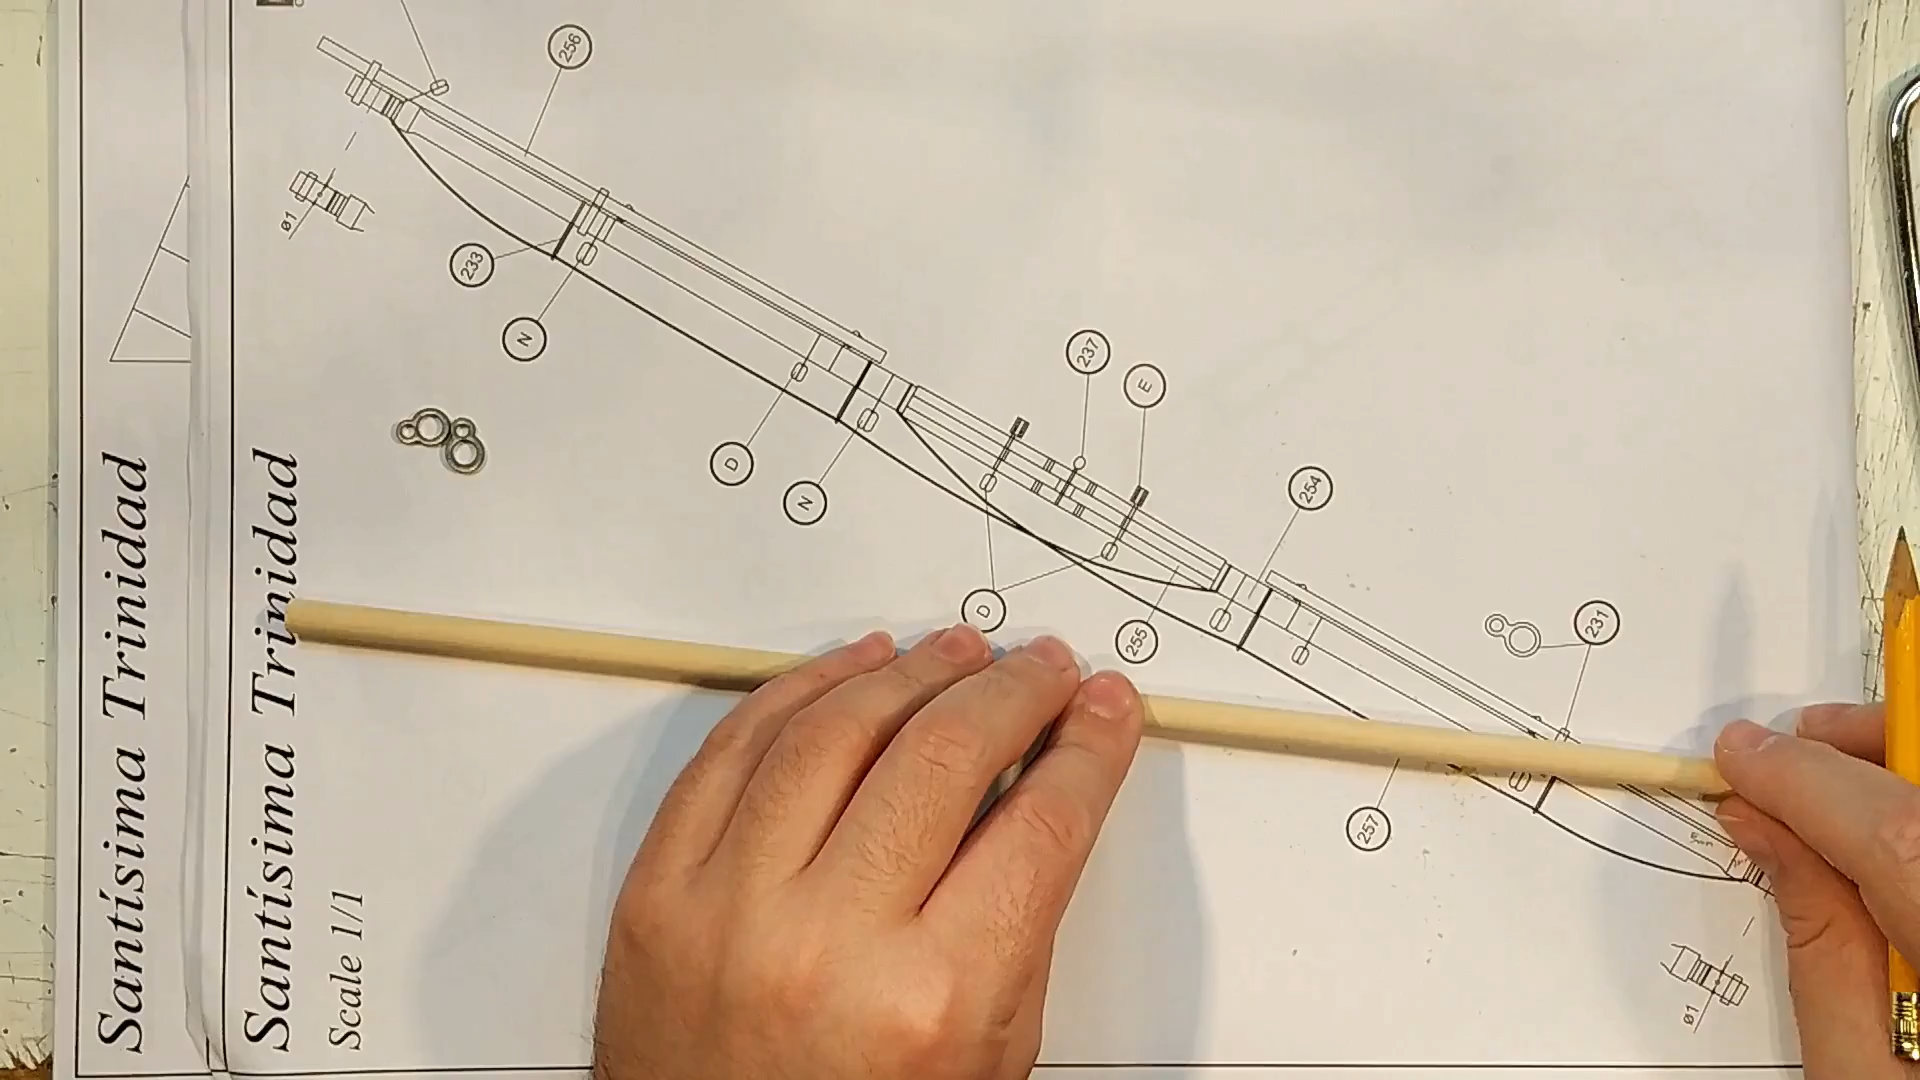 Santísima Trinidad
Santísima Trinidad
Scale 1/1
256
ø1
233
N
D
N
237
E
254
D
255
231
257
ø1